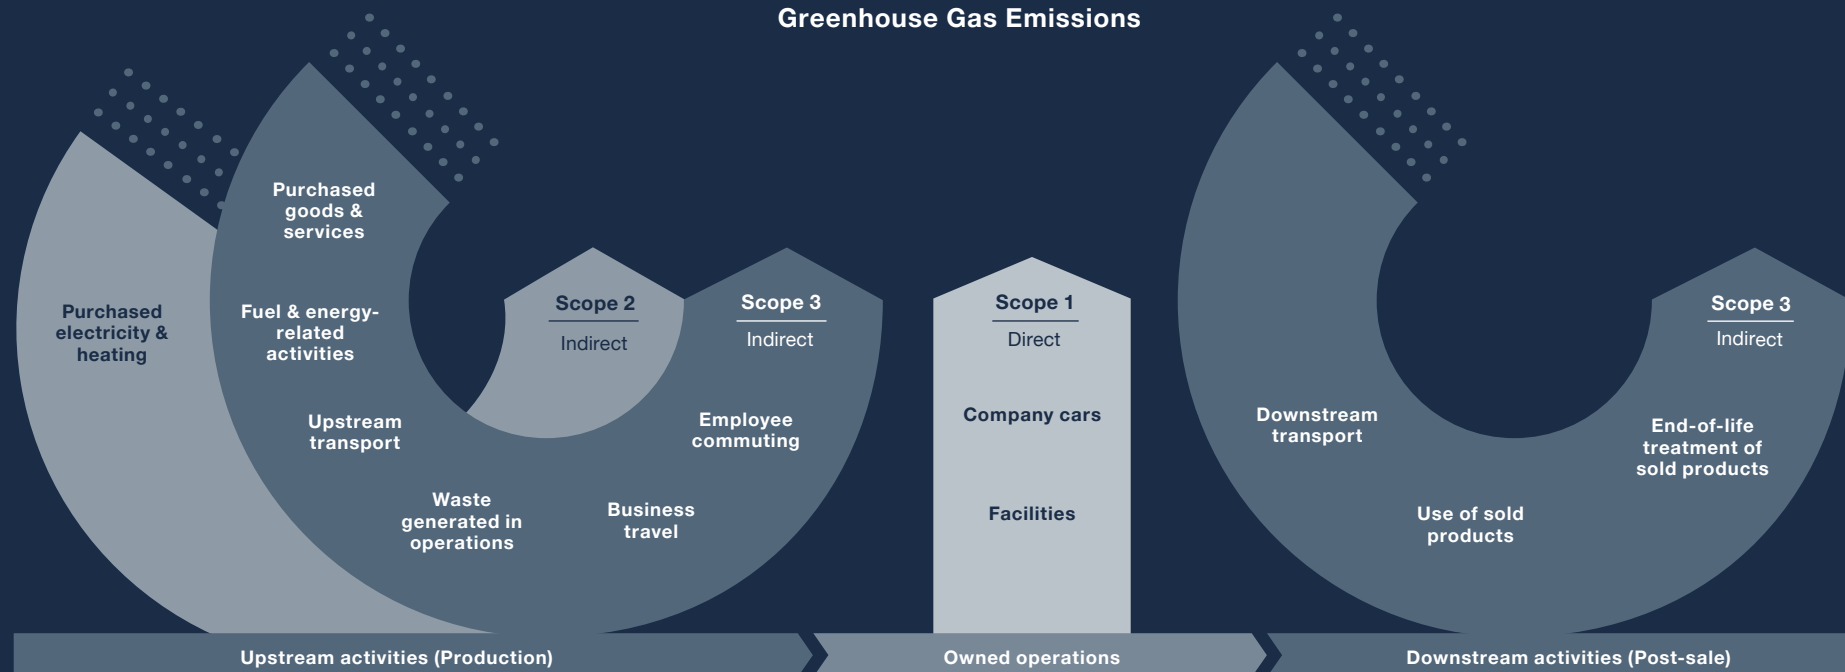 Greenhouse Gas Emissions
Purchased
electricity &
heating
Scope 2
Indirect
Purchased
goods &
services
Fuel & energy-
related
activities
Upstream
transport
Waste
generated in
operations
Business
travel
Employee
commuting
Scope 3
Indirect
Scope 1
Direct
Company cars
Facilities
Downstream
transport
Use of sold
products
End-of-life
treatment of
sold products
Scope 3
Indirect
Upstream activities (Production)
Owned operations
Downstream activities (Post-sale)